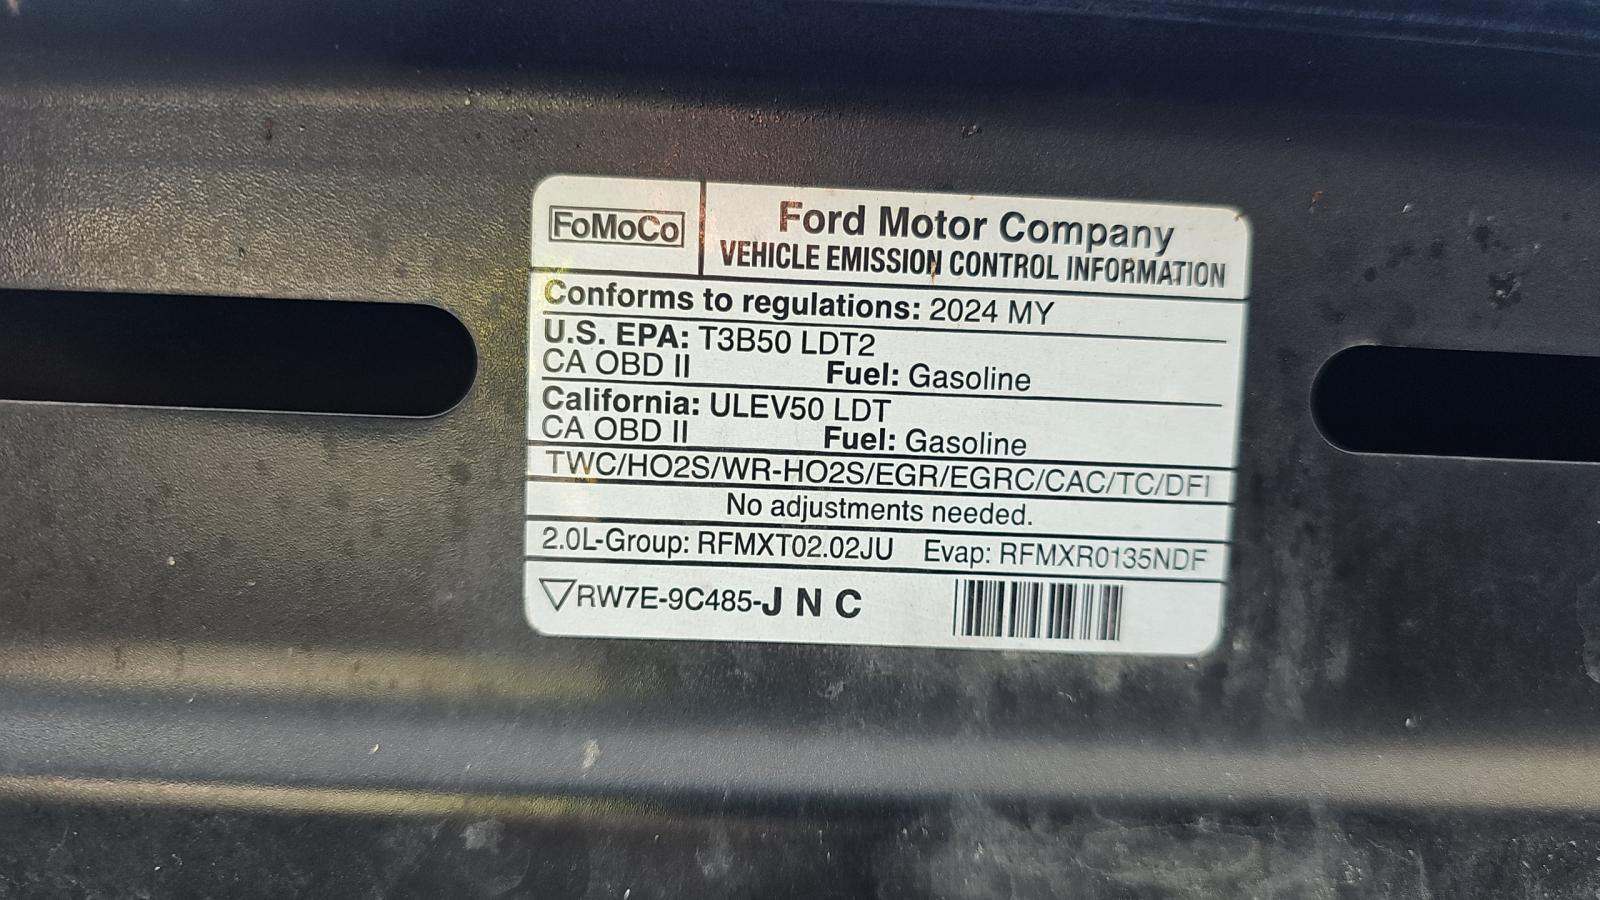 FoMoCo
Ford Motor Company
VEHICLE EMISSION CONTROL INFORMATION
Conforms to regulations: 2024 MY
U.S. EPA: T3B50 LDT2
CA OBD II Fuel: Gasoline
California: ULEV50 LDT
CA OBD II Fuel: Gasoline
TWC/HO2S/WR-HO2S/EGR/EGRC/CAC/TC/DFI
No adjustments needed.
2.0L-Group: RFMXT02.02JU Evap: RFMXR0135NDF
RW7E-9C485-J N C